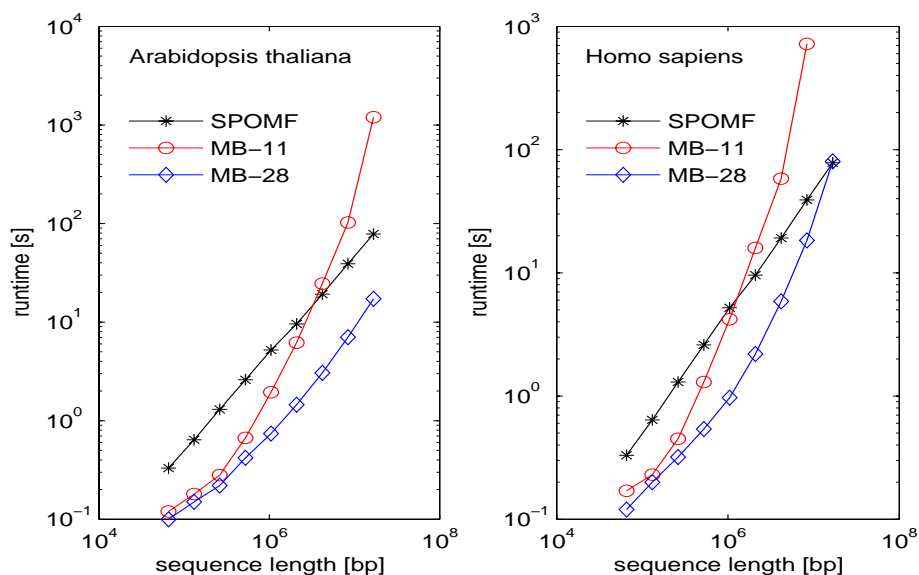 Arabidopsis thaliana
SPOMF
MB−11
MB−28
10^4
10^3
10^2
10^1
10^0
10^−1
runtime [s]
10^4
10^6
10^8
sequence length [bp]
Homo sapiens
SPOMF
MB−11
MB−28
10^3
10^2
10^1
10^0
10^−1
runtime [s]
10^4
10^6
10^8
sequence length [bp]